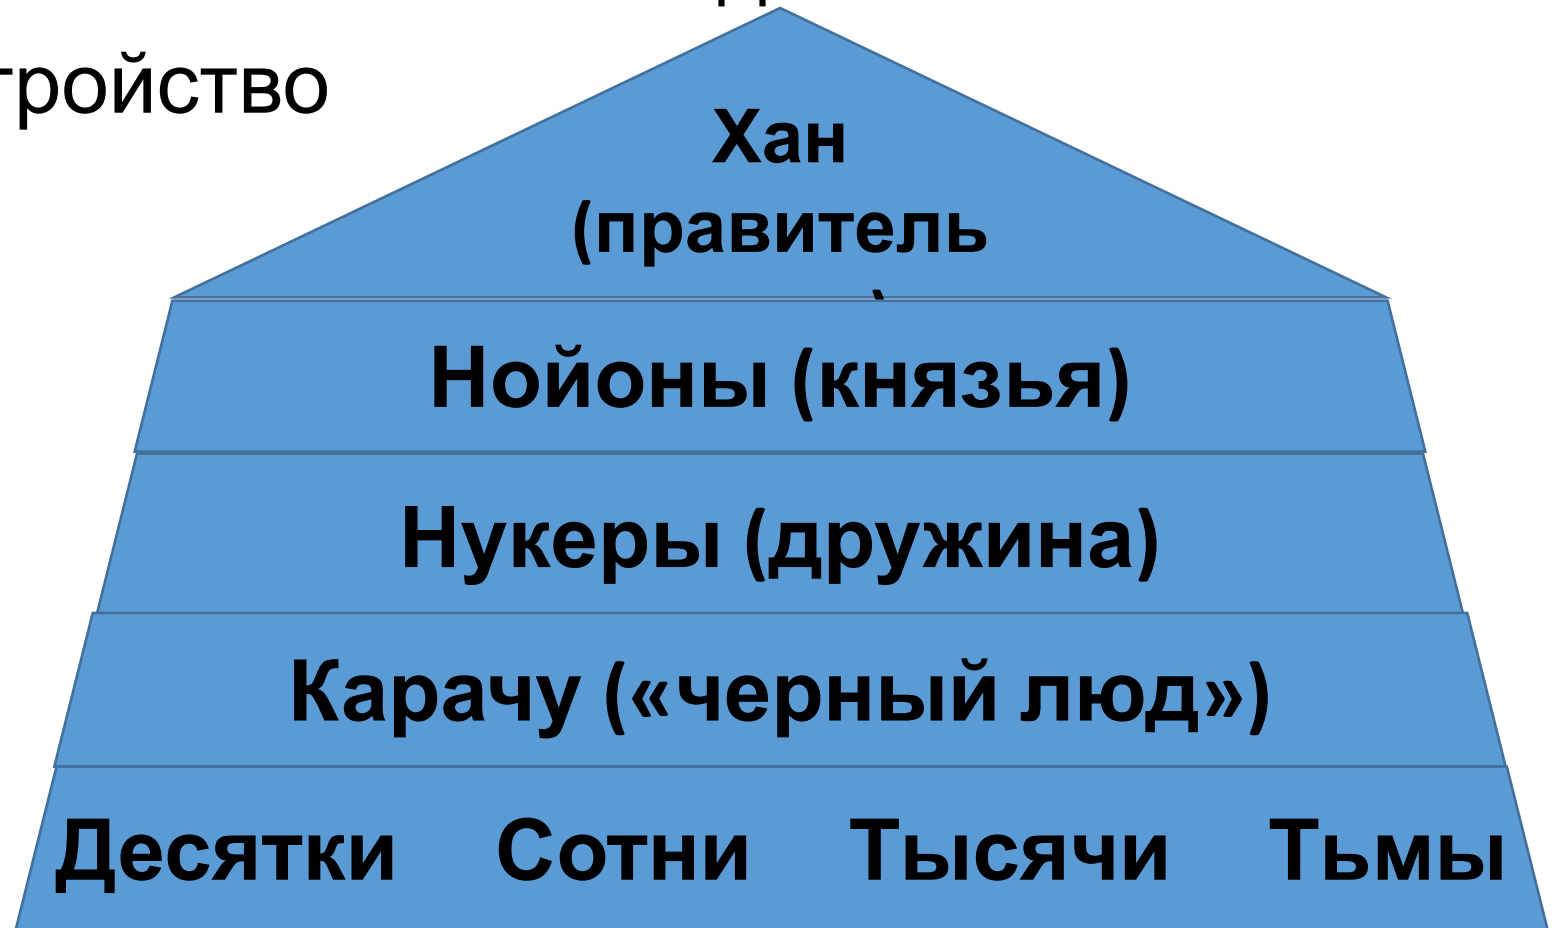 тройство
Хан
(правитель
)
Нойоны (князья)
Нукеры (дружина)
Карачу («черный люд»)
Десятки Сотни Тысячи Тьмы